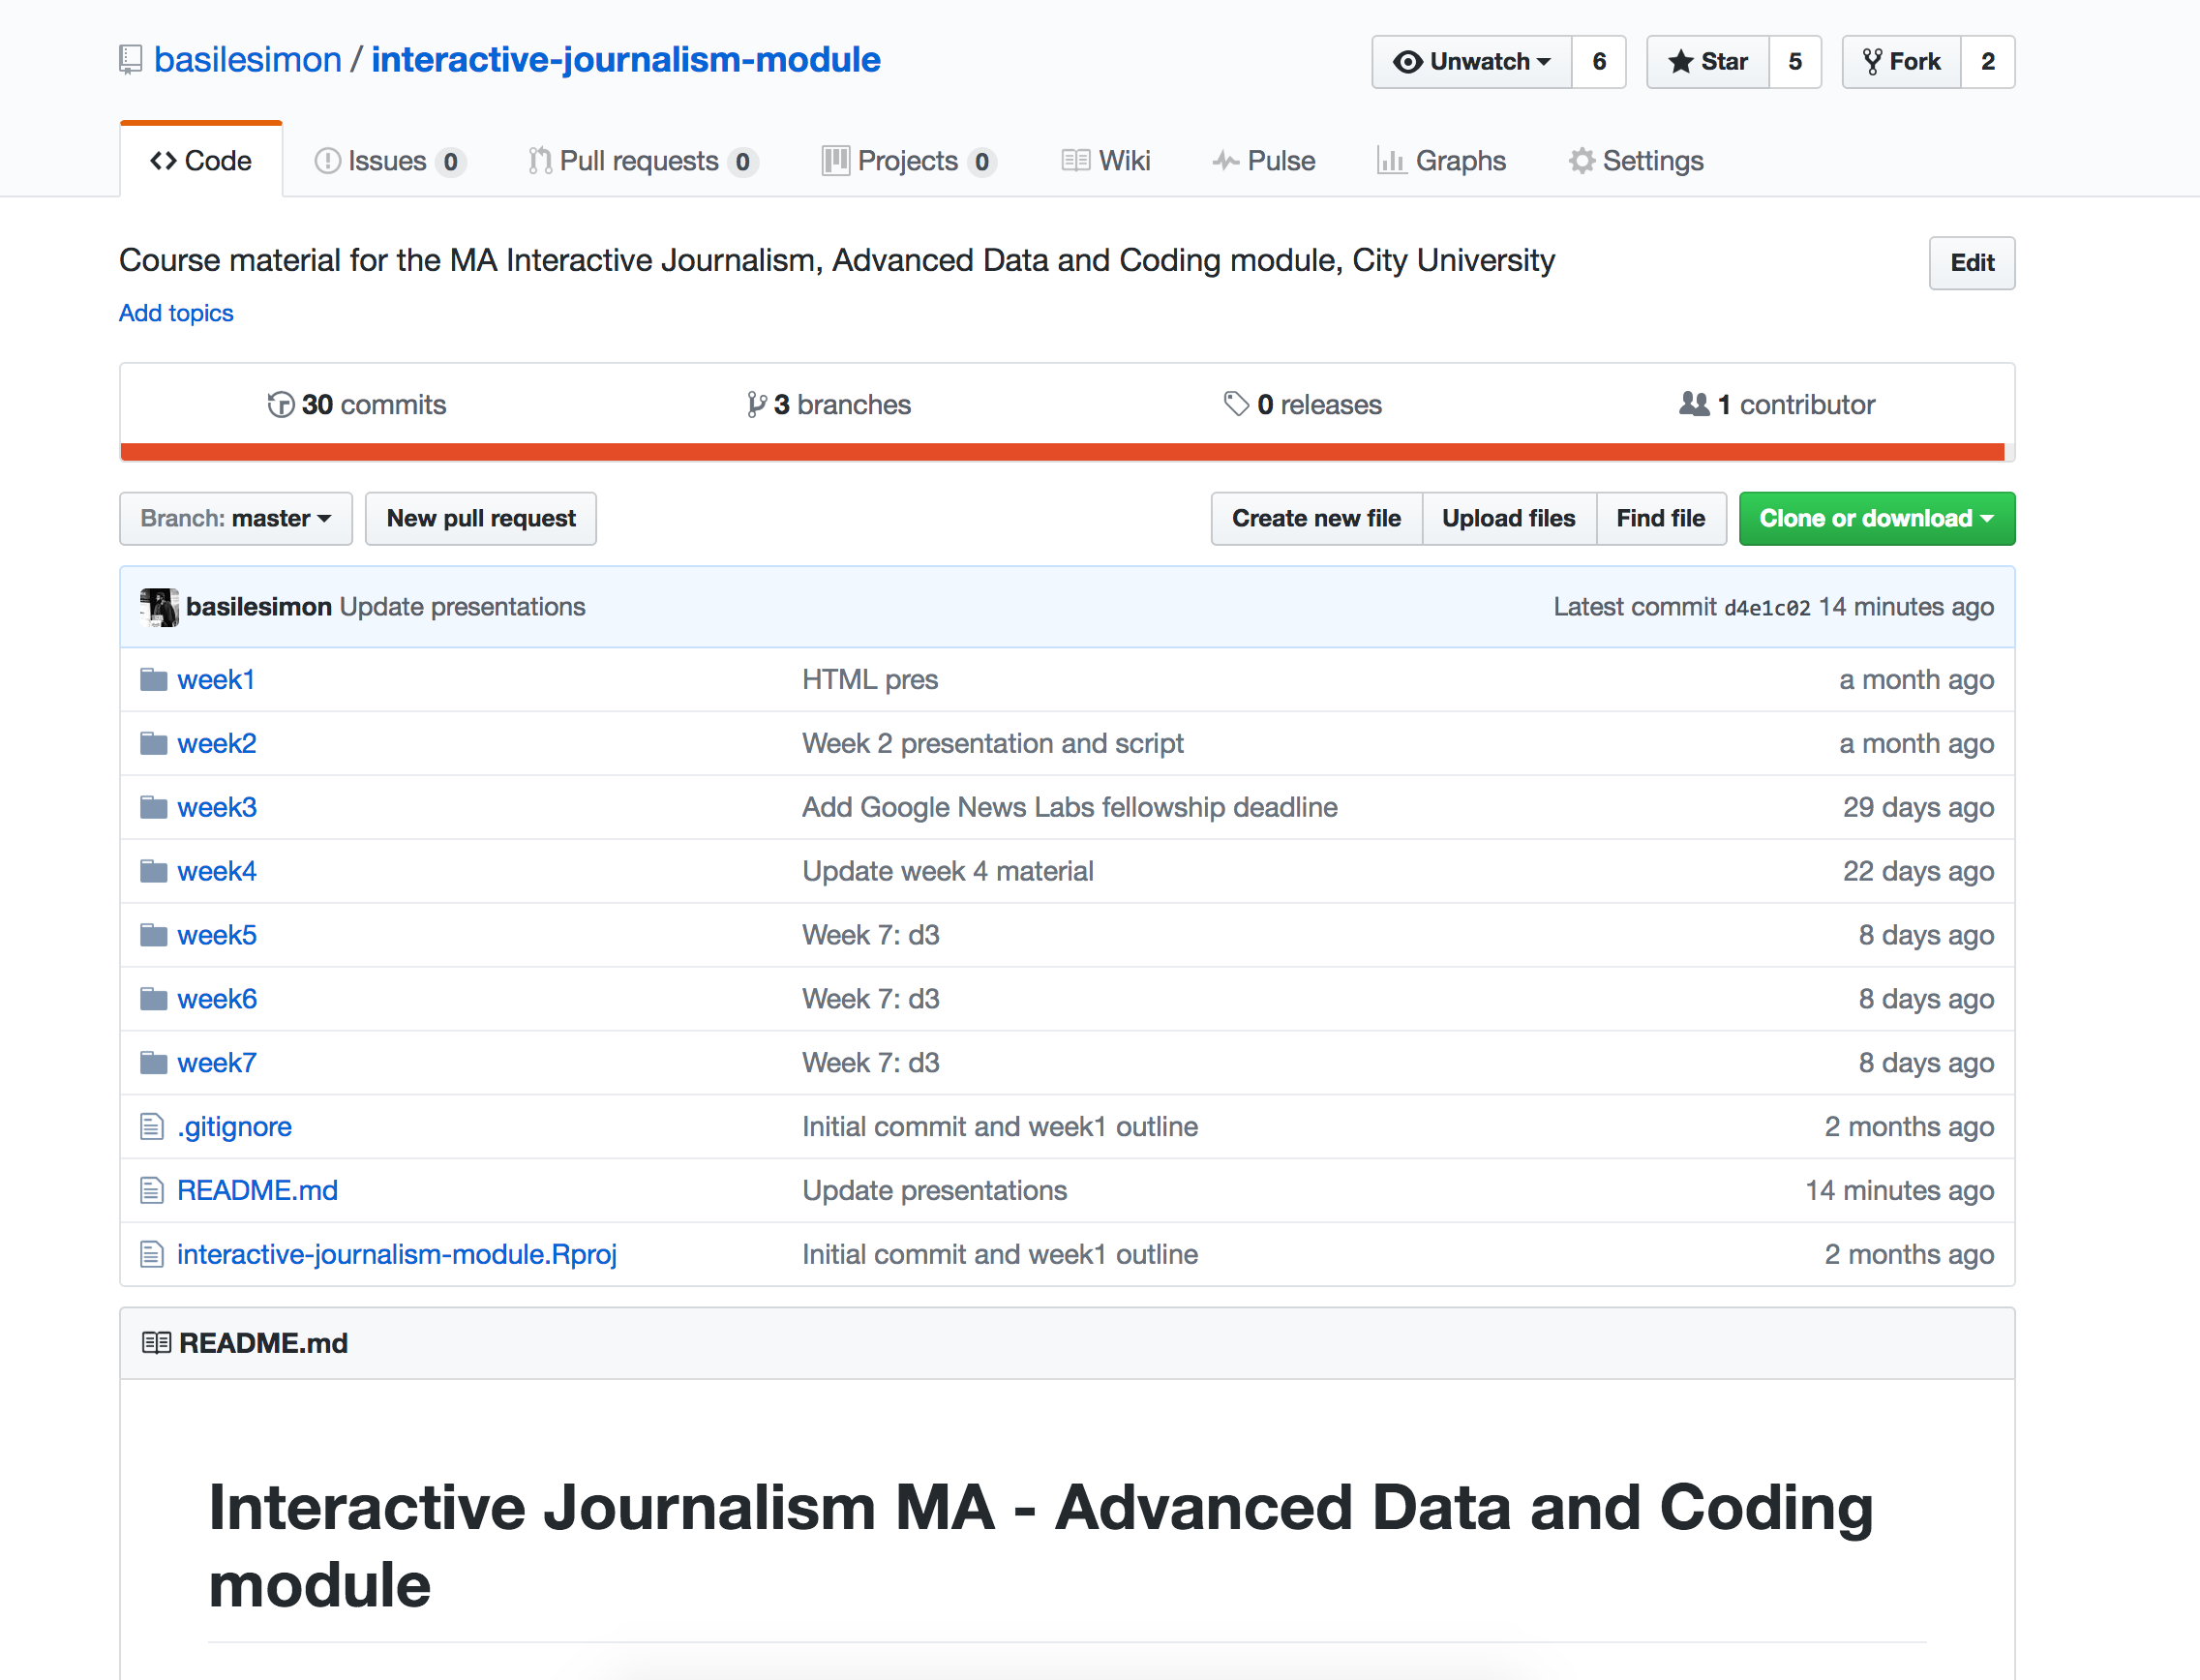 basilesimon / interactive-journalism-module Unwatch 6 Star 5 Fork 2
Code Issues 0 Pull requests 0 Projects 0 Wiki Pulse Graphs Settings
Course material for the MA Interactive Journalism, Advanced Data and Coding module, City University Edit
Add topics
30 commits 3 branches 0 releases 1 contributor
Branch: master New pull request Create new file Upload files Find file Clone or download
basilesimon Update presentations Latest commit d4e1c02 14 minutes ago
week1 HTML pres a month ago
week2 Week 2 presentation and script a month ago
week3 Add Google News Labs fellowship deadline 29 days ago
week4 Update week 4 material 22 days ago
week5 Week 7: d3 8 days ago
week6 Week 7: d3 8 days ago
week7 Week 7: d3 8 days ago
.gitignore Initial commit and week1 outline 2 months ago
README.md Update presentations 14 minutes ago
interactive-journalism-module.Rproj Initial commit and week1 outline 2 months ago
README.md
Interactive Journalism MA - Advanced Data and Coding
module